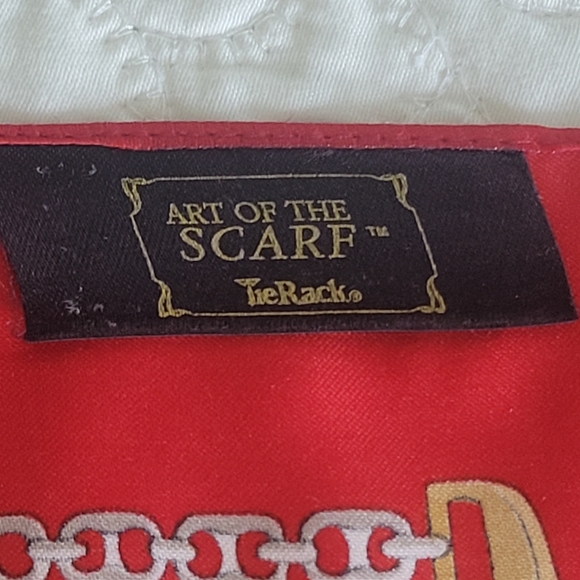 ART OF THE
SCARF™
TieRack®